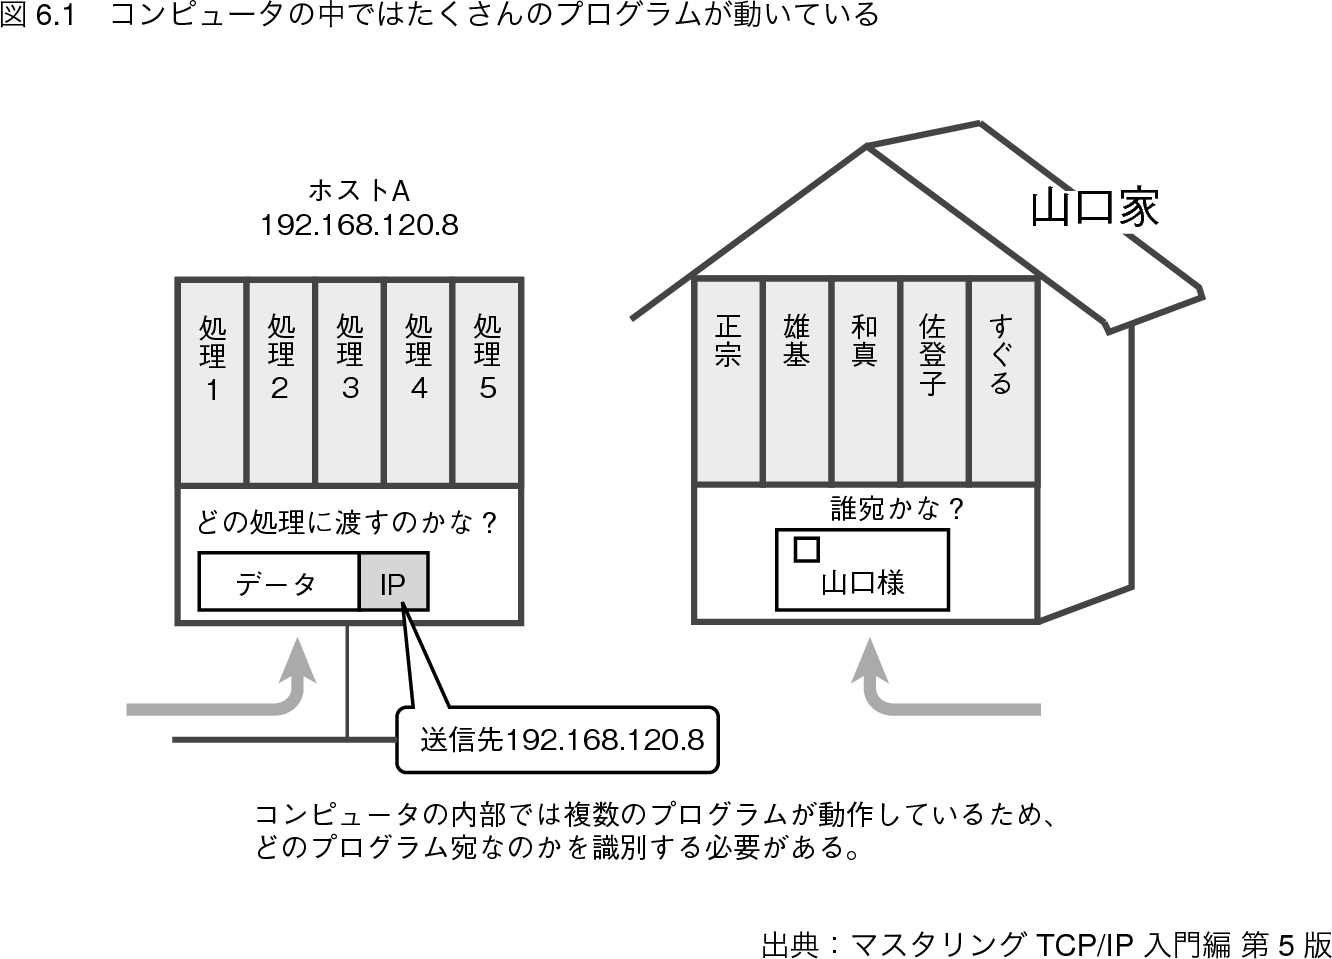 図 6.1　コンピュータの中ではたくさんのプログラムが動いている
ホストA
192.168.120.8
処理1
処理2
処理3
処理4
処理5
どの処理に渡すのかな？
データ
IP
送信先192.168.120.8
山口家
正宗
雄基
和真
佐登子
すぐる
誰宛かな？
山口様
コンピュータの内部では複数のプログラムが動作しているため、
どのプログラム宛なのかを識別する必要がある。
出典：マスタリング TCP/IP 入門編 第 5 版